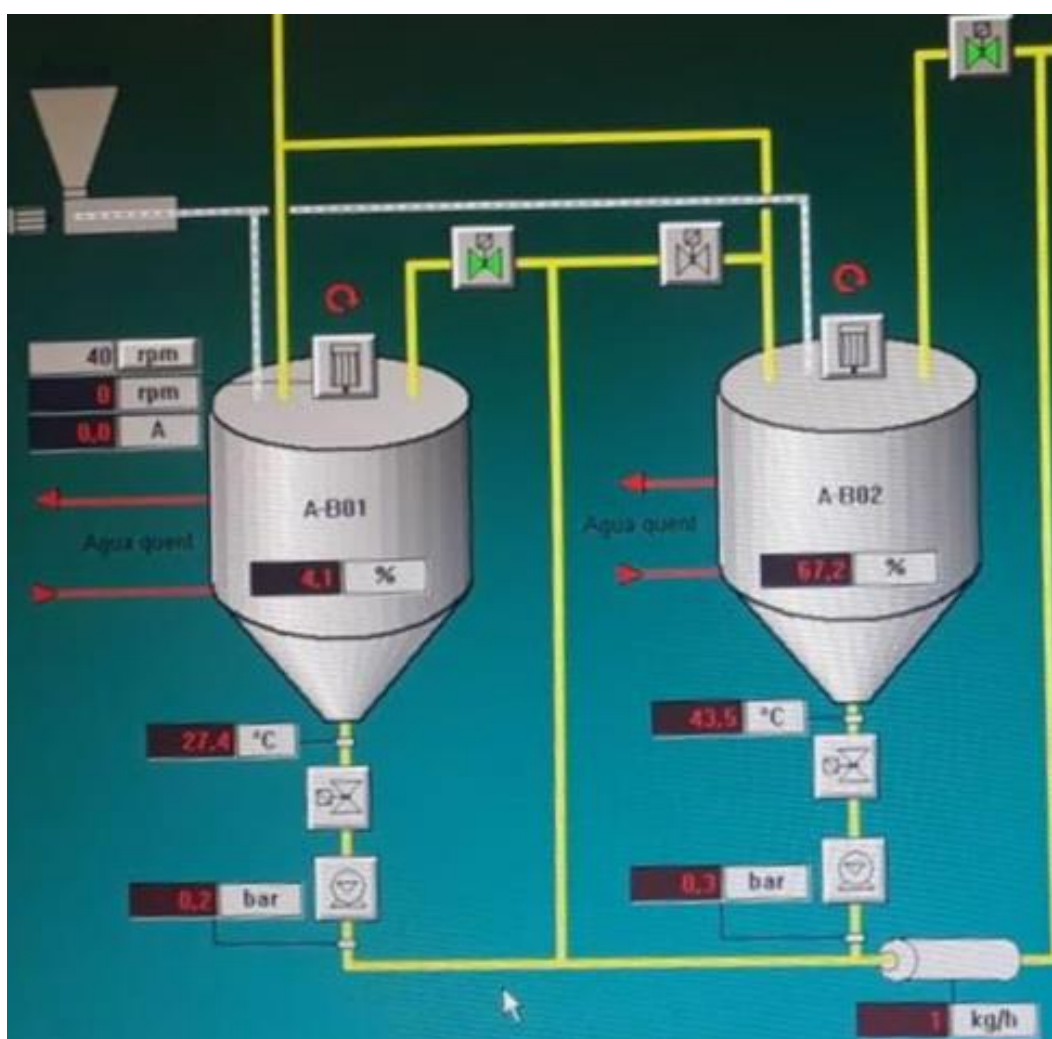 40 rpm
0 rpm
0,0 A
A-B01
A-B02
Agua quent
Agua quent
4,1 %
67,2 %
27,4 °C
43,5 °C
0,2 bar
0,3 bar
1 kg/h